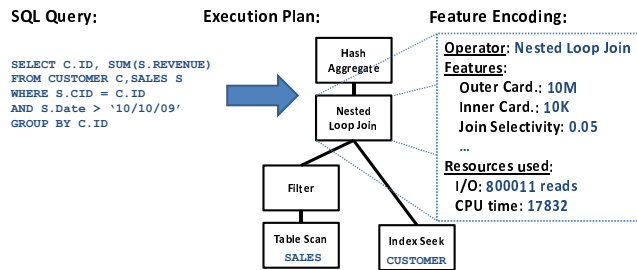 SQL Query:
Execution Plan:
Feature Encoding:
SELECT C.ID, SUM(S.REVENUE)
FROM CUSTOMER C,SALES S
WHERE S.CID = C.ID
AND S.Date > ‘10/10/09’
GROUP BY C.ID
Hash
Aggregate
Nested
Loop Join
Filter
Table Scan
SALES
Index Seek
CUSTOMER
Operator: Nested Loop Join
Features:
Outer Card.: 10M
Inner Card.: 10K
Join Selectivity: 0.05
…
Resources used:
I/O: 800011 reads
CPU time: 17832